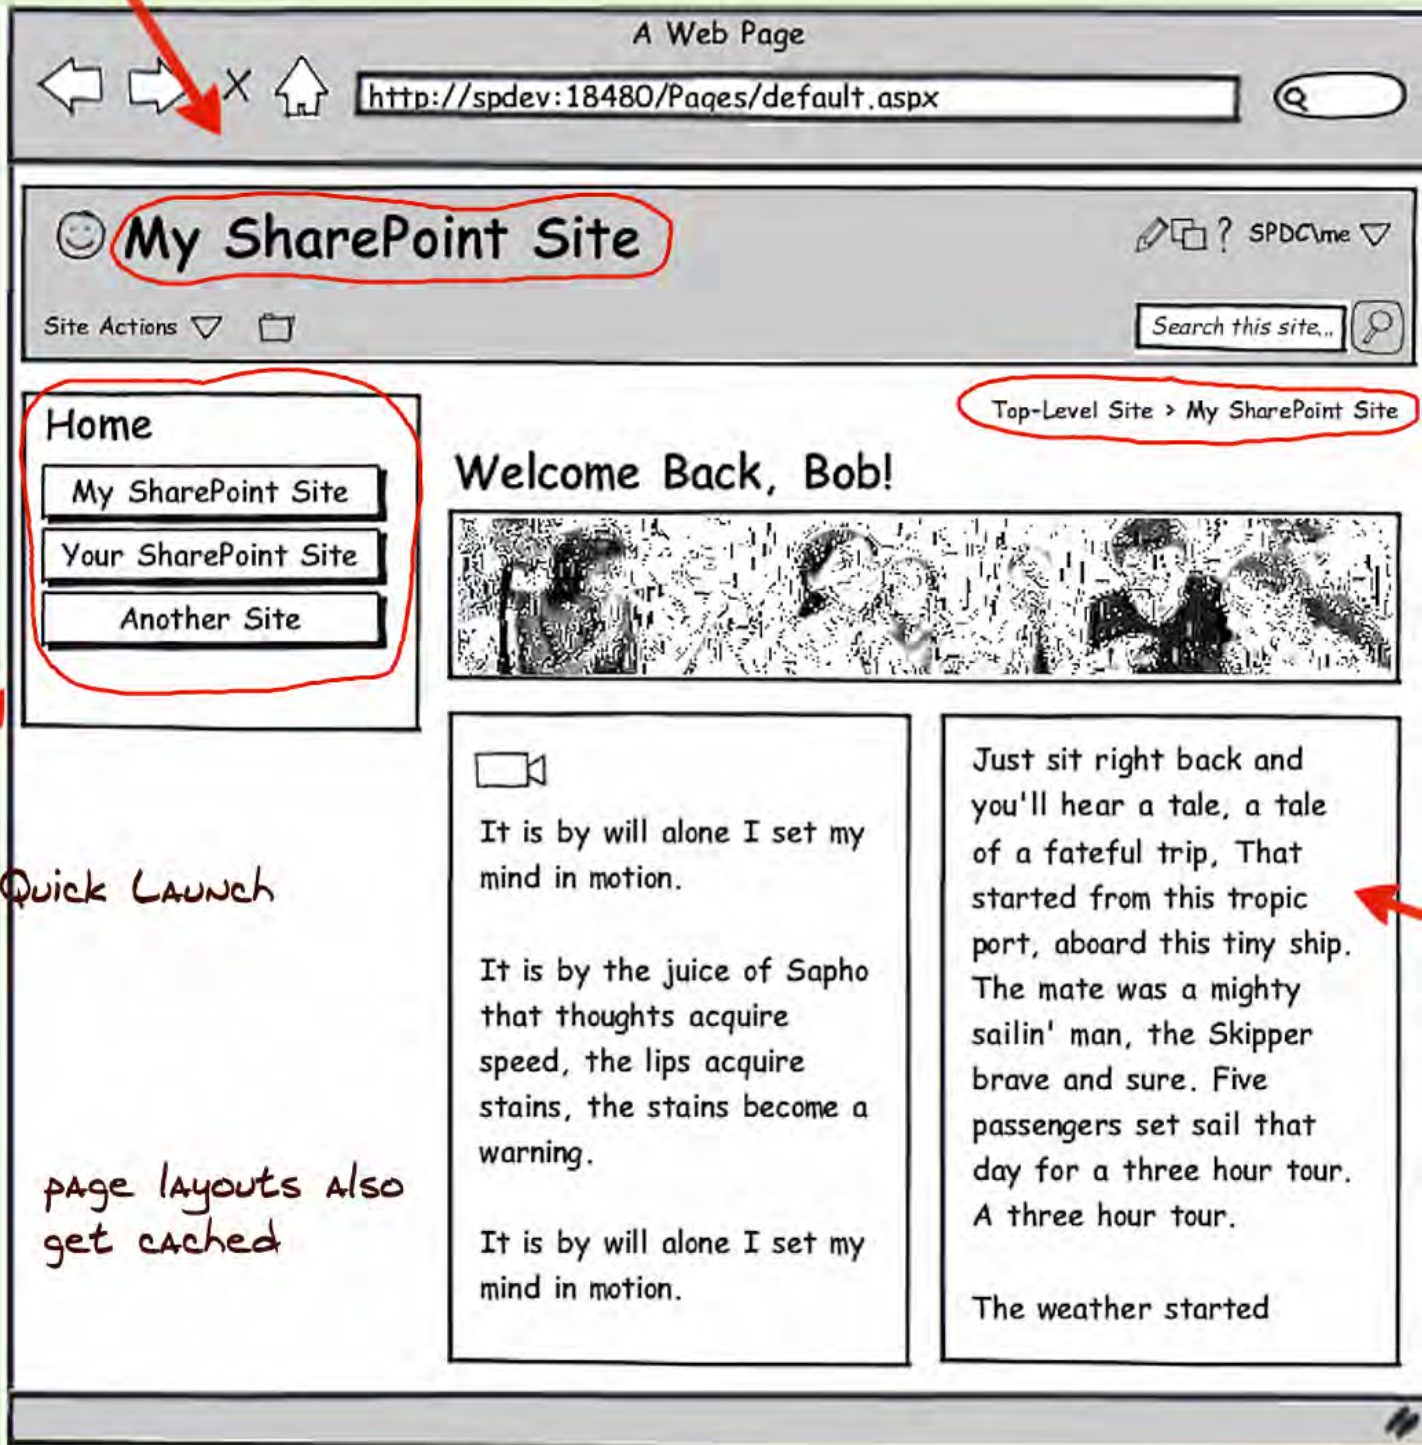 A Web Page
http://spdev:18480/Pages/default.aspx
My SharePoint Site
? SPDC\me
Site Actions
Search this site...
Home
My SharePoint Site
Your SharePoint Site
Another Site
Top-Level Site > My SharePoint Site
Welcome Back, Bob!
Quick Launch
page layouts also
get cached
It is by will alone I set my
mind in motion.
It is by the juice of Sapho
that thoughts acquire
speed, the lips acquire
stains, the stains become a
warning.
It is by will alone I set my
mind in motion.
Just sit right back and
you'll hear a tale, a tale
of a fateful trip, That
started from this tropic
port, aboard this tiny ship.
The mate was a mighty
sailin' man, the Skipper
brave and sure. Five
passengers set sail that
day for a three hour tour.
A three hour tour.
The weather started